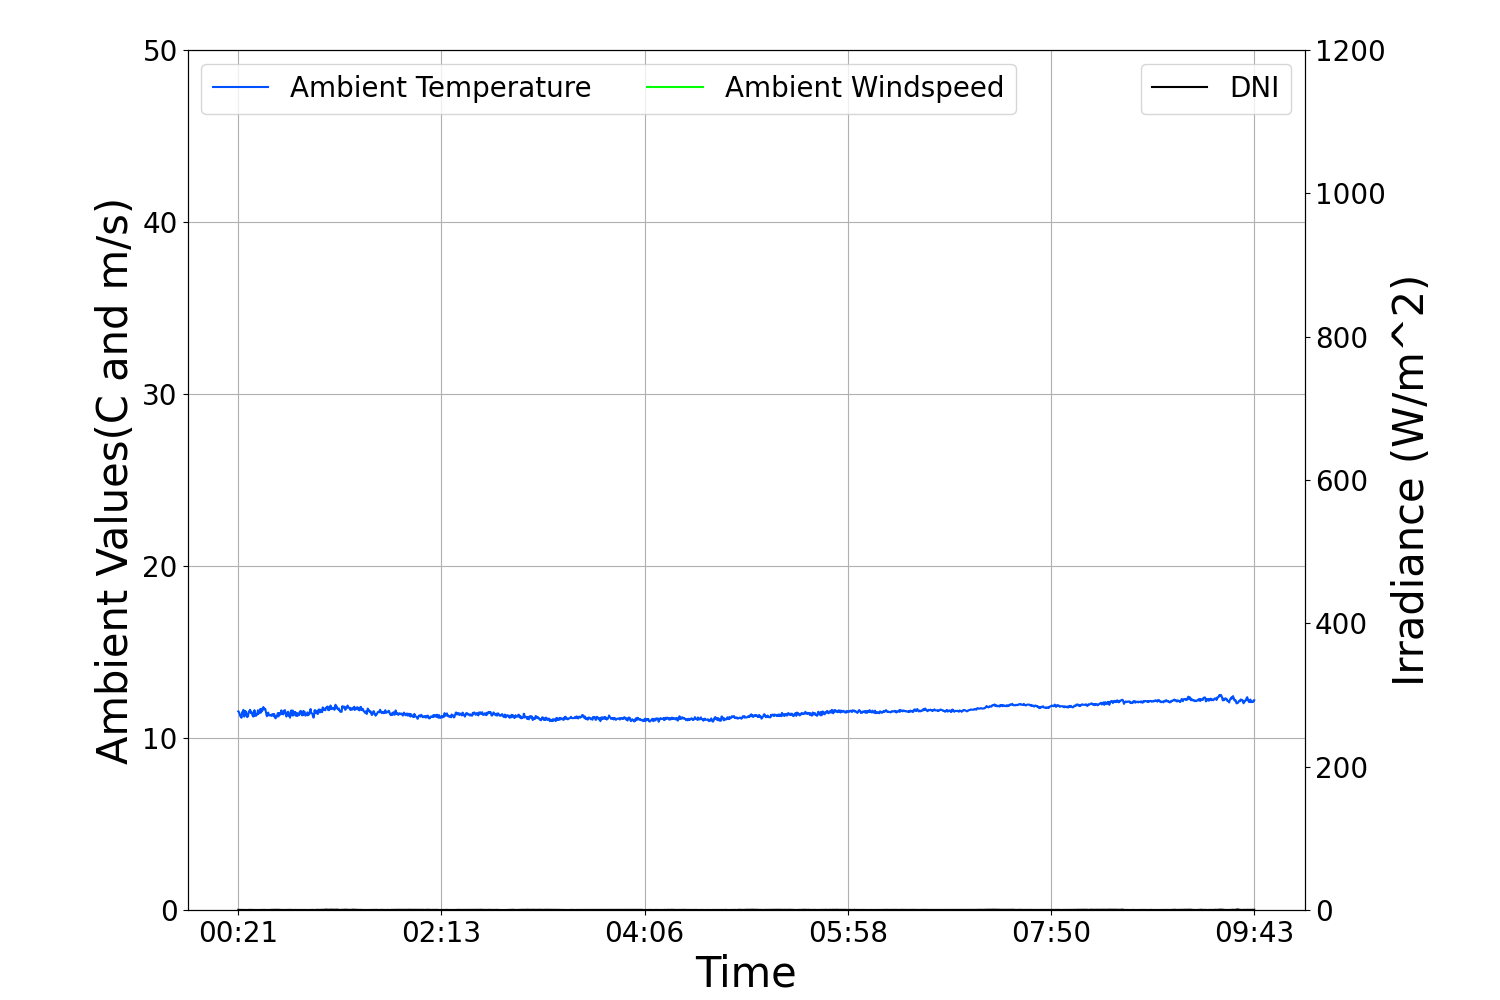 Ambient Temperature Ambient Windspeed DNI
Ambient Values(C and m/s)
50
40
30
20
10
0
1200
1000
800
600
400
200
0
Irradiance (W/m^2)
00:21 02:13 04:06 05:58 07:50 09:43
Time